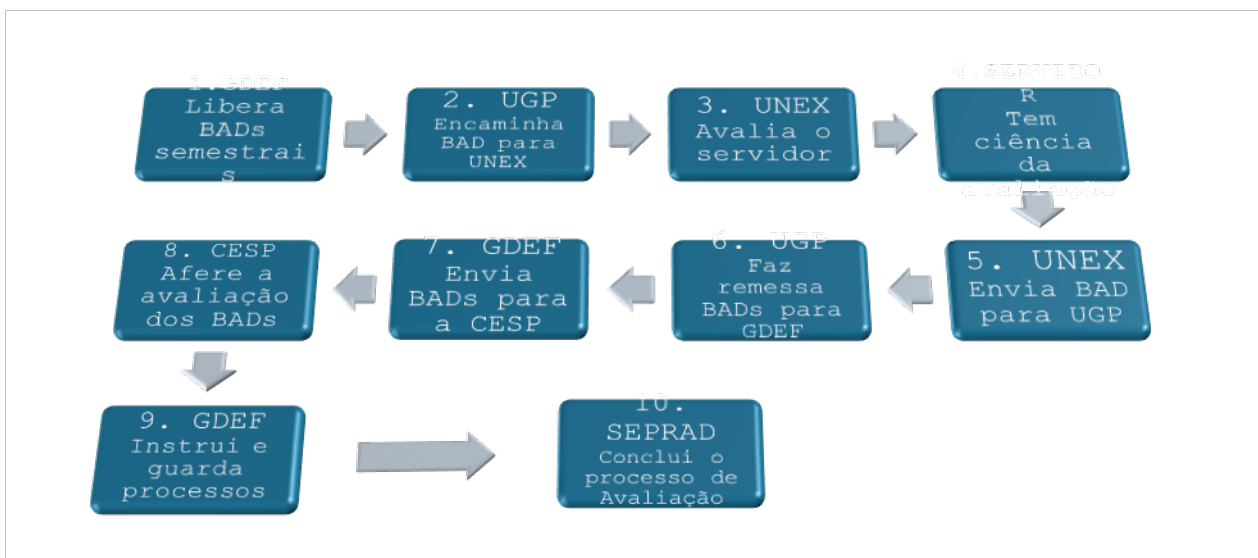 1.GDEF
Libera
BADs
semestrai
s
2. UGP
Encaminha
BAD para
UNEX
3. UNEX
Avalia o
servidor
4.SERVIDO
R
Tem
ciência
da
avaliação
5. UNEX
Envia BAD
para UGP
6. UGP
Faz
remessa
BADs para
GDEF
7. GDEF
Envia
BADs para
a CESP
8. CESP
Afere a
avaliação
dos BADs
9. GDEF
Instrui e
guarda
processos
10.
SEPRAD
Conclui o
processo de
Avaliação